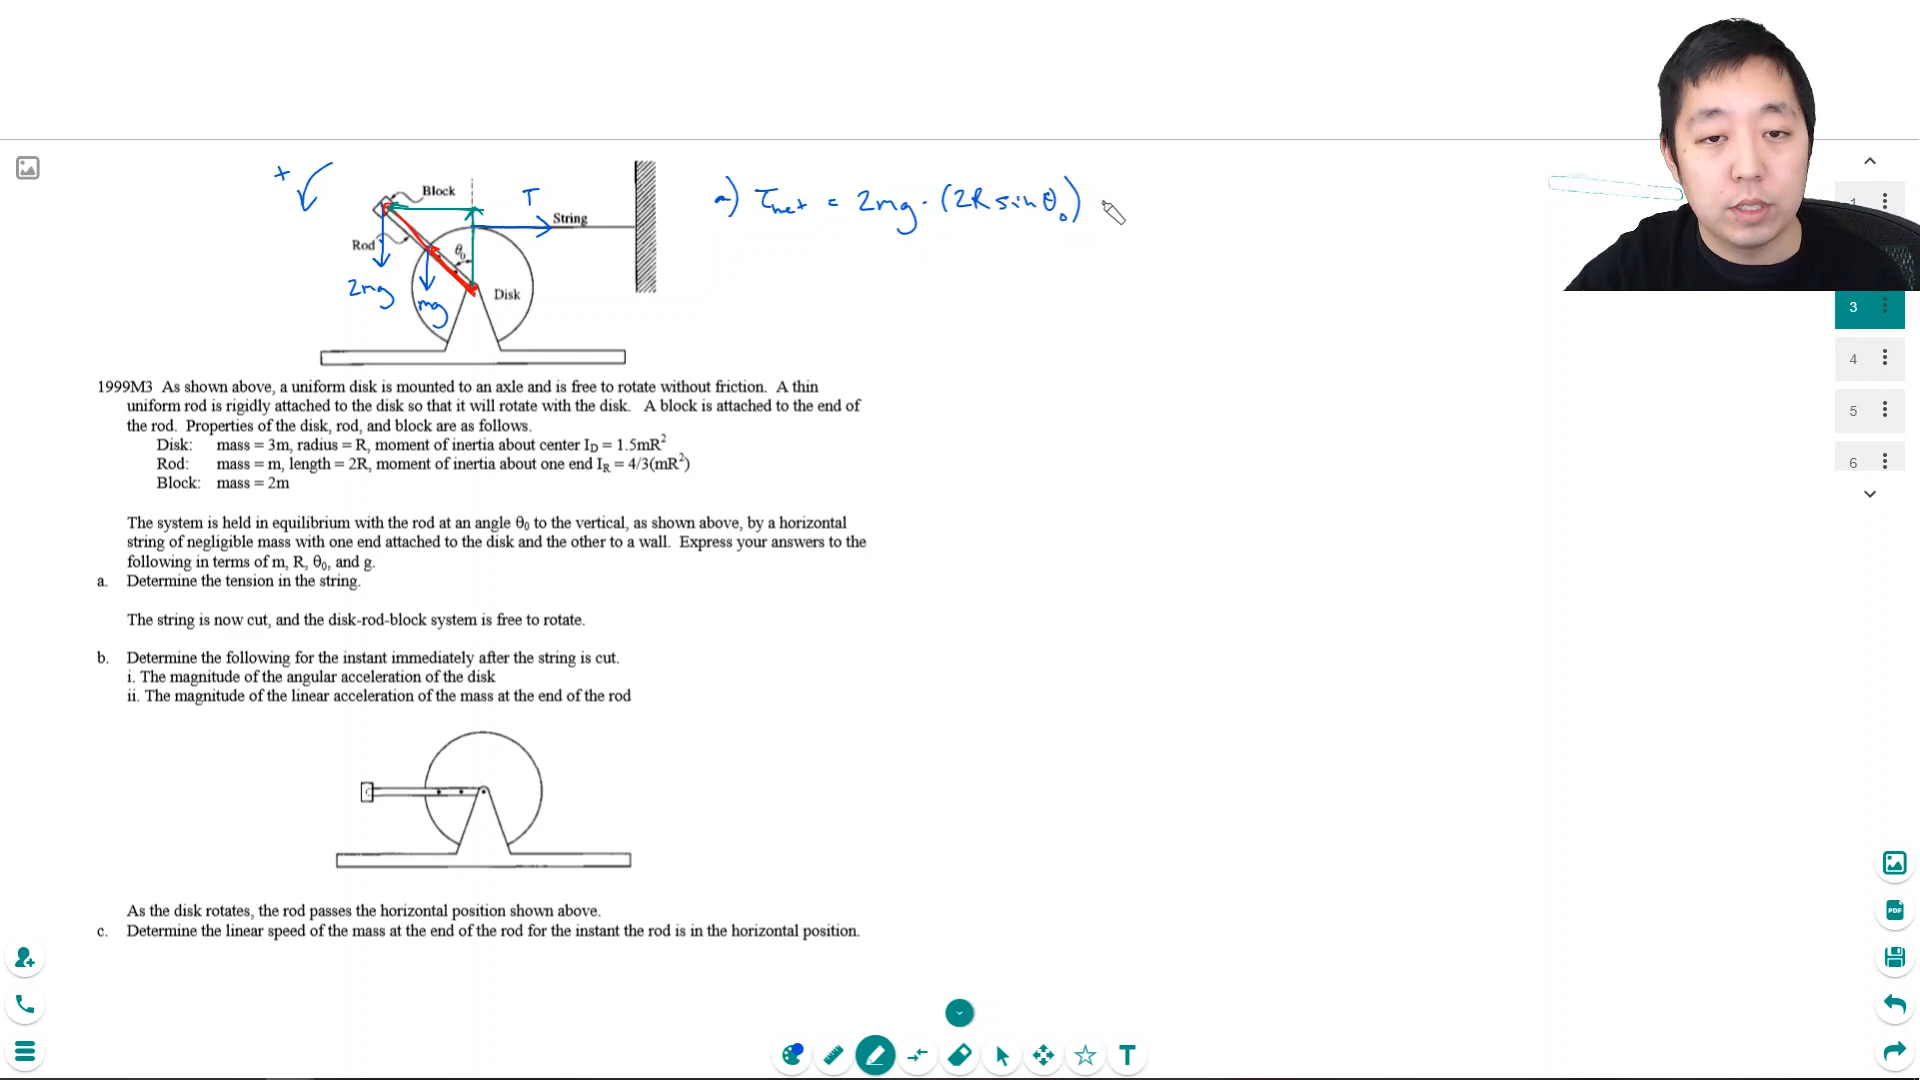 +
Block
T
String
Rod
θ₀
Disk
2mg
mg
a) τnet = 2mg · (2R sinθ₀)
1999M3 As shown above, a uniform disk is mounted to an axle and is free to rotate without friction. A thin
uniform rod is rigidly attached to the disk so that it will rotate with the disk. A block is attached to the end of
the rod. Properties of the disk, rod, and block are as follows.
Disk: mass = 3m, radius = R, moment of inertia about center I_D = 1.5mR²
Rod: mass = m, length = 2R, moment of inertia about one end I_R = 4/3(mR²)
Block: mass = 2m
The system is held in equilibrium with the rod at an angle θ₀ to the vertical, as shown above, by a horizontal
string of negligible mass with one end attached to the disk and the other to a wall. Express your answers to the
following in terms of m, R, θ₀, and g.
a. Determine the tension in the string.
The string is now cut, and the disk-rod-block system is free to rotate.
b. Determine the following for the instant immediately after the string is cut.
i. The magnitude of the angular acceleration of the disk
ii. The magnitude of the linear acceleration of the mass at the end of the rod
As the disk rotates, the rod passes the horizontal position shown above.
c. Determine the linear speed of the mass at the end of the rod for the instant the rod is in the horizontal position.
3
4
5
6
PDF
T